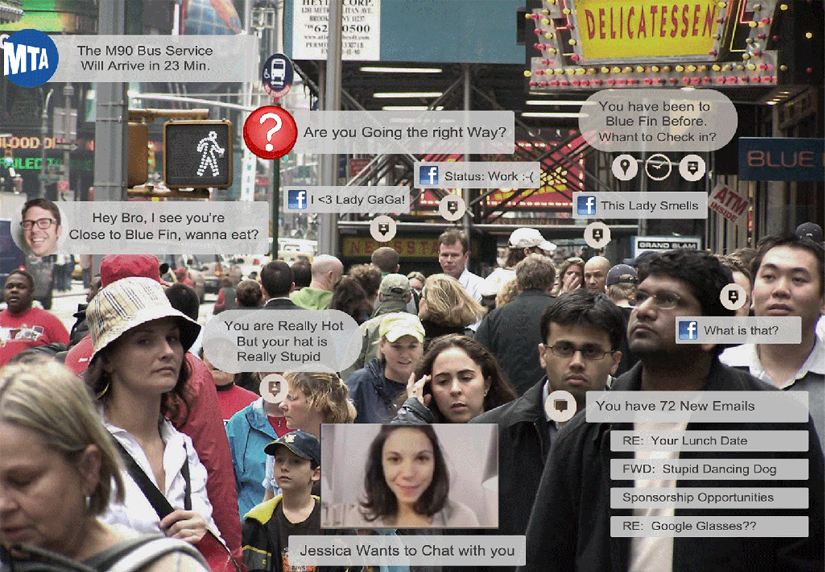 HEYTL CORP.
DELICATESSEN
MTA
The M90 Bus Service
Will Arrive in 23 Min.
You have been to
Blue Fin Before.
Whant to Check in?
?
Are you Going the right Way?
BLUE
f
Status: Work :-(
f
I <3 Lady GaGa!
f
This Lady Smells
ATM
INSIDE
Hey Bro, I see you're
Close to Blue Fin, wanna eat?
NEWSSTA
GRAND SLAM
You are Really Hot
But your hat is
Really Stupid
f
What is that?
You have 72 New Emails
RE: Your Lunch Date
FWD: Stupid Dancing Dog
Sponsorship Opportunities
RE: Google Glasses??
Jessica Wants to Chat with you